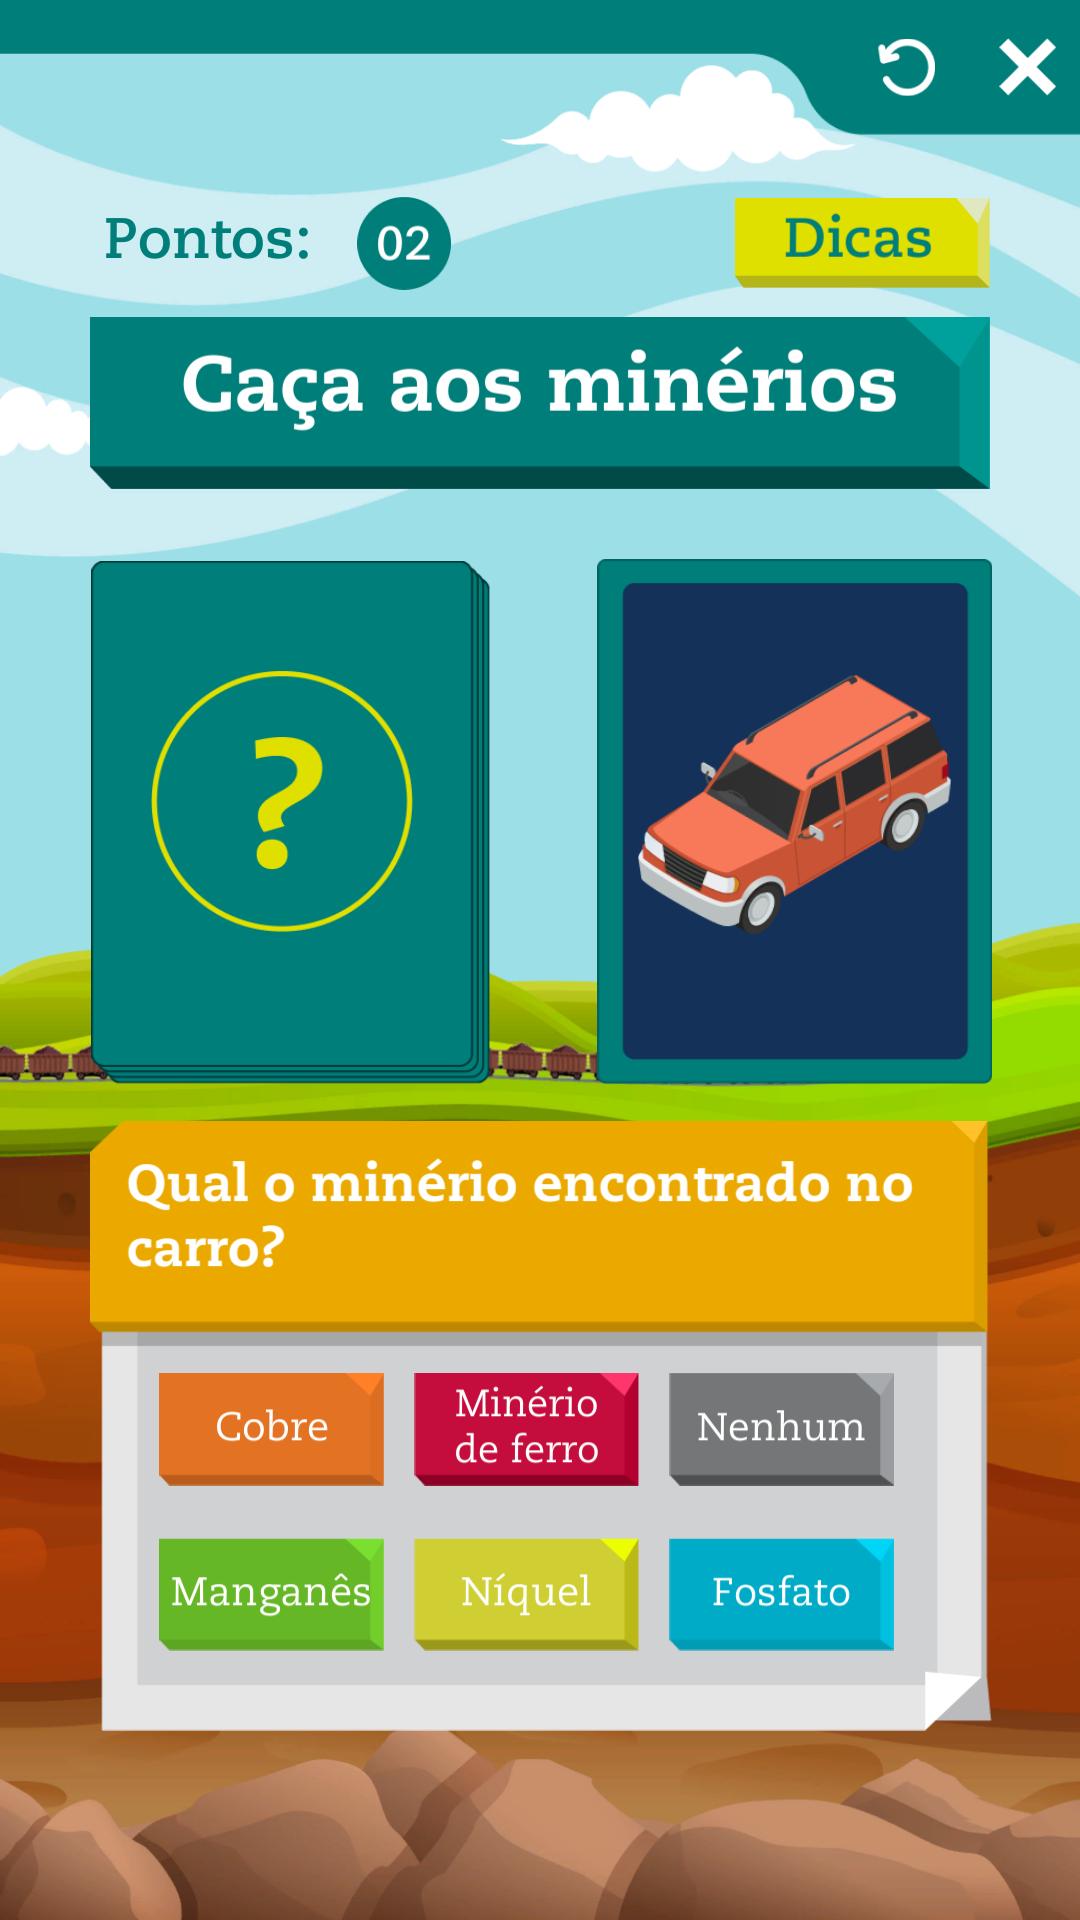 Pontos: 02
Dicas
Caça aos minérios
?
Qual o minério encontrado no
carro?
Cobre
Minério
de ferro
Nenhum
Manganês
Níquel
Fosfato